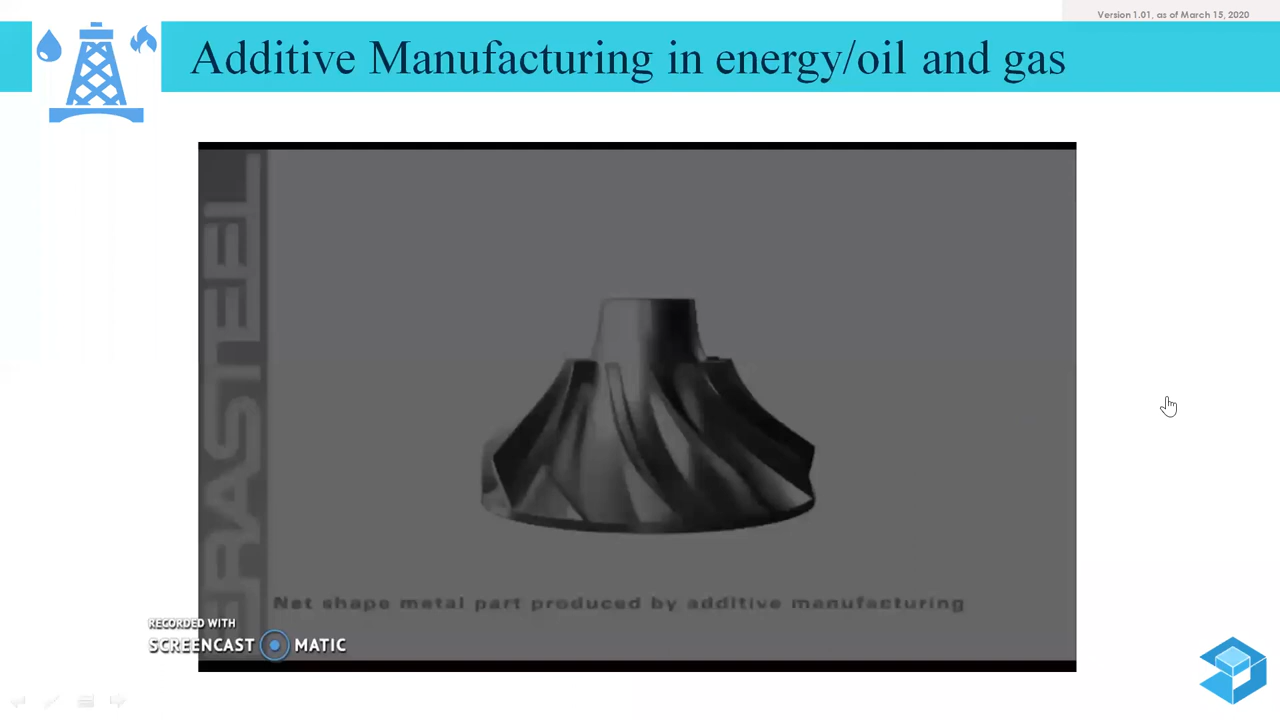 Version 1.01, as of March 15, 2020
Additive Manufacturing in energy/oil and gas
ERASTEEL
Net shape metal part produced by additive manufacturing
RECORDED WITH
SCREENCAST MATIC